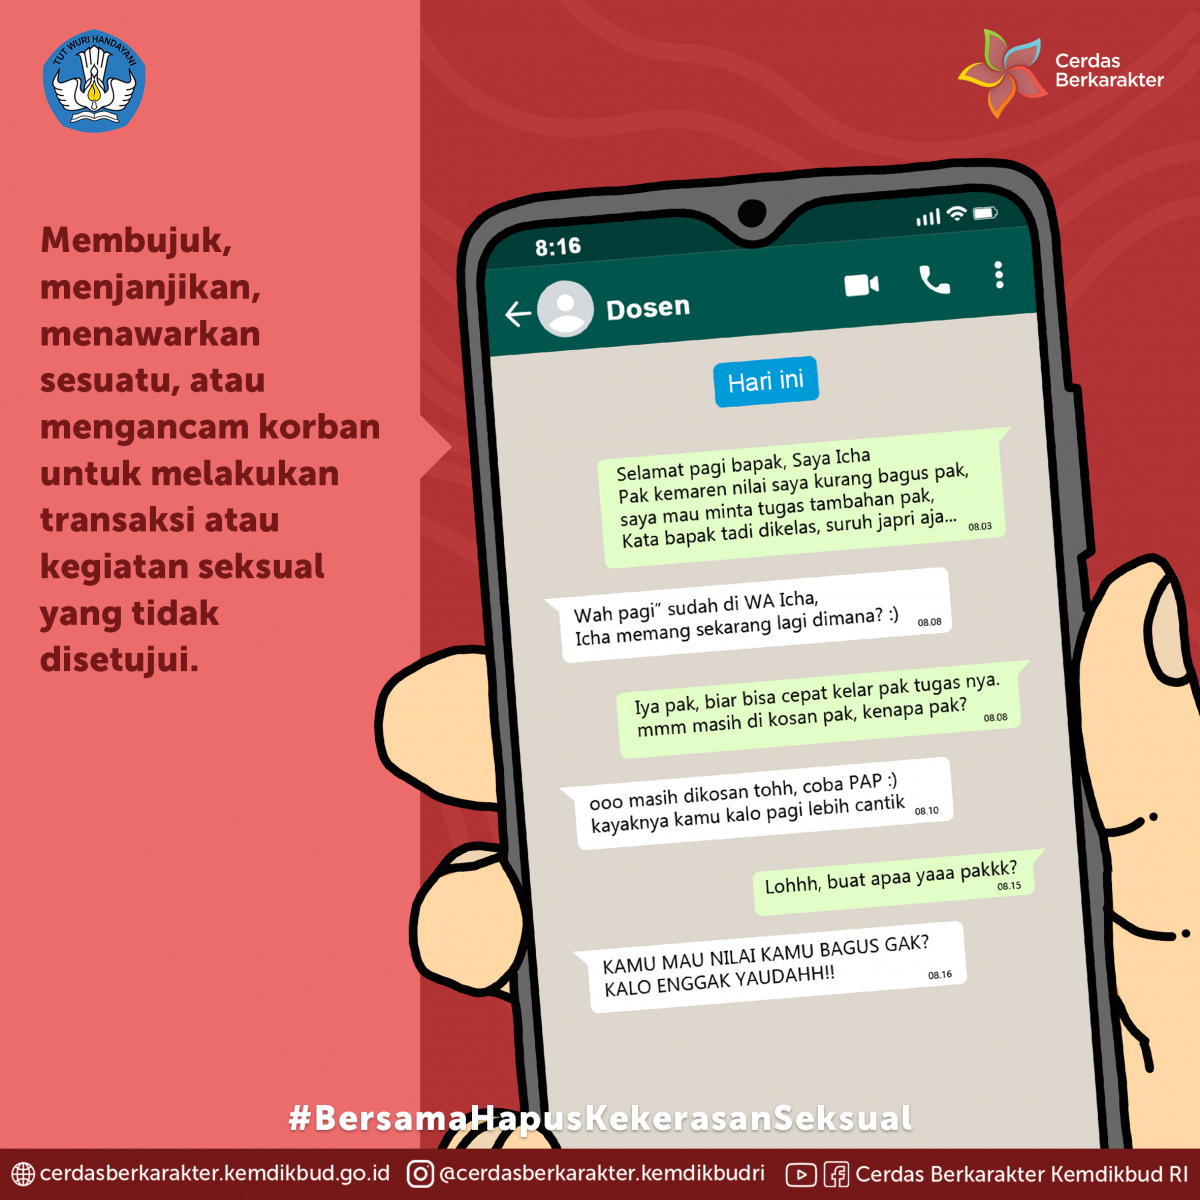 TUT WURI HANDAYANI
Cerdas
Berkarakter
Membujuk,
menjanjikan,
menawarkan
sesuatu, atau
mengancam korban
untuk melakukan
transaksi atau
kegiatan seksual
yang tidak
disetujui.
8:16
Dosen
Hari ini
Selamat pagi bapak, Saya Icha
Pak kemaren nilai saya kurang bagus pak,
saya mau minta tugas tambahan pak,
Kata bapak tadi dikelas, suruh japri aja...
08.03
Wah pagi” sudah di WA Icha,
Icha memang sekarang lagi dimana? :)
08.08
Iya pak, biar bisa cepat kelar pak tugas nya.
mmm masih di kosan pak, kenapa pak?
08.08
ooo masih dikosan tohh, coba PAP :)
kayaknya kamu kalo pagi lebih cantik
08.10
Lohhh, buat apaa yaaa pakkk?
08.15
KAMU MAU NILAI KAMU BAGUS GAK?
KALO ENGGAK YAUDAHH!!
08.16
#BersamaHapusKekerasanSeksual
cerdasberkarakter.kemdikbud.go.id @cerdasberkarakter.kemdikbudri Cerdas Berkarakter Kemdikbud RI